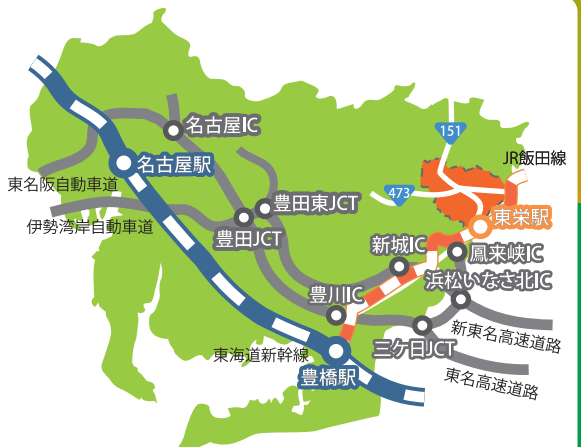 151
名古屋IC
名古屋駅
JR飯田線
東名阪自動車道
473
豊田東JCT
伊勢湾岸自動車道
東栄駅
豊田JCT
新城IC
鳳来峡IC
浜松いなさ北IC
豊川IC
新東名高速道路
東海道新幹線
三ケ日JCT
豊橋駅
東名高速道路